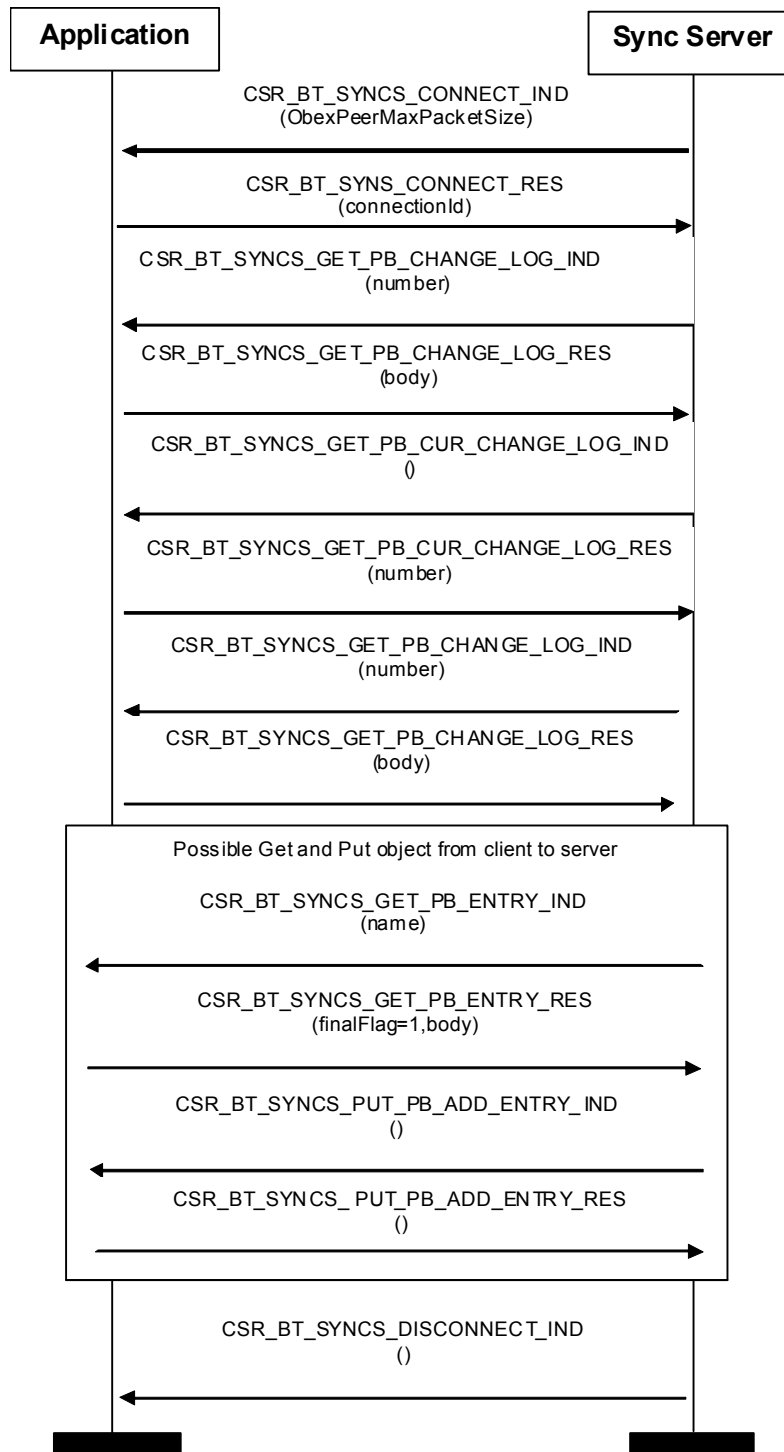 Application
Sync Server
CSR_BT_SYNCS_CONNECT_IND
(ObexPeerMaxPacketSize)
CSR_BT_SYNS_CONNECT_RES
(connectionId)
CSR_BT_SYNCS_GET_PB_CHANGE_LOG_IND
(number)
CSR_BT_SYNCS_GET_PB_CHANGE_LOG_RES
(body)
CSR_BT_SYNCS_GET_PB_CUR_CHANGE_LOG_IND
()
CSR_BT_SYNCS_GET_PB_CUR_CHANGE_LOG_RES
(number)
CSR_BT_SYNCS_GET_PB_CHANGE_LOG_IND
(number)
CSR_BT_SYNCS_GET_PB_CHANGE_LOG_RES
(body)
Possible Get and Put object from client to server
CSR_BT_SYNCS_GET_PB_ENTRY_IND
(name)
CSR_BT_SYNCS_GET_PB_ENTRY_RES
(finalFlag=1,body)
CSR_BT_SYNCS_PUT_PB_ADD_ENTRY_IND
()
CSR_BT_SYNCS_ PUT_PB_ADD_ENTRY_RES
()
CSR_BT_SYNCS_DISCONNECT_IND
()